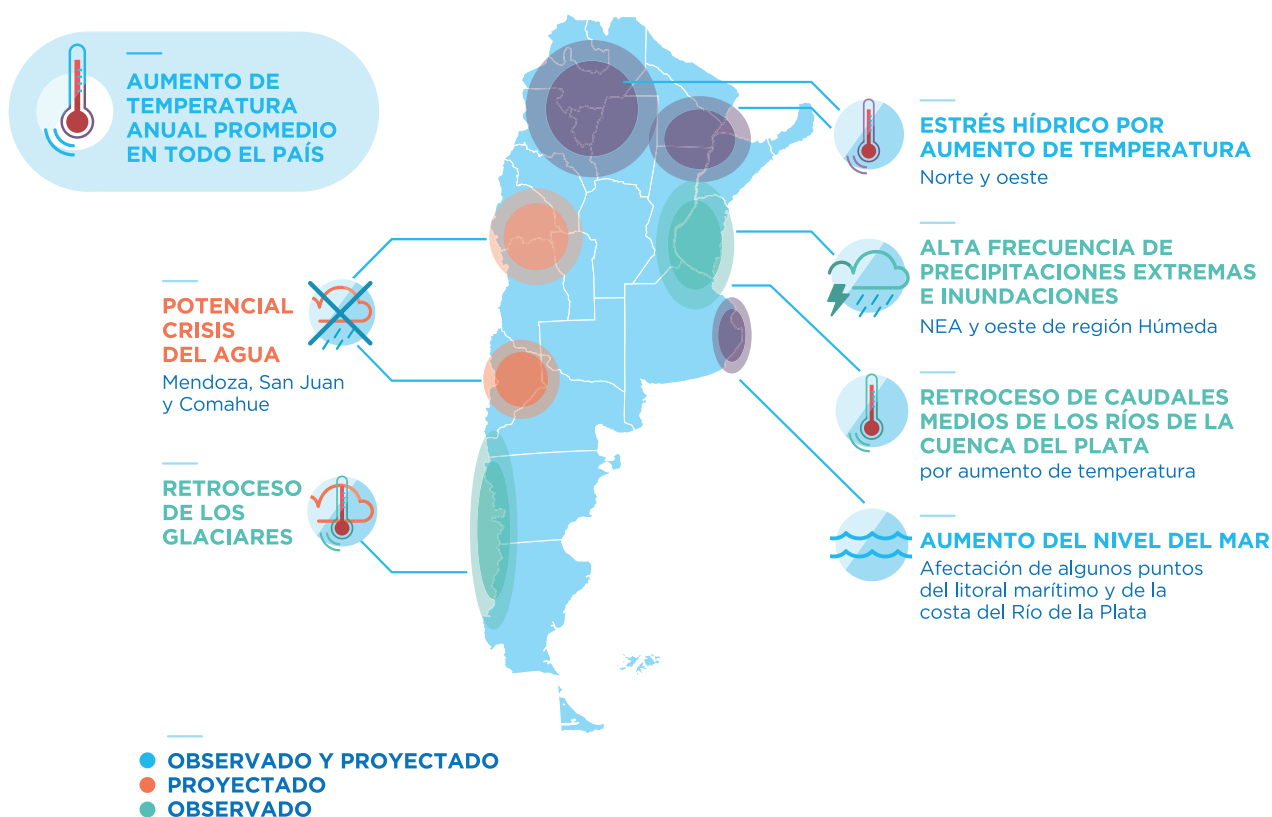 AUMENTO DE
TEMPERATURA
ANUAL PROMEDIO
EN TODO EL PAÍS
POTENCIAL
CRISIS
DEL AGUA
Mendoza, San Juan
y Comahue
RETROCESO
DE LOS
GLACIARES
ESTRÉS HÍDRICO POR
AUMENTO DE TEMPERATURA
Norte y oeste
ALTA FRECUENCIA DE
PRECIPITACIONES EXTREMAS
E INUNDACIONES
NEA y oeste de región Húmeda
RETROCESO DE CAUDALES
MEDIOS DE LOS RÍOS DE LA
CUENCA DEL PLATA
por aumento de temperatura
AUMENTO DEL NIVEL DEL MAR
Afectación de algunos puntos
del litoral marítimo y de la
costa del Río de la Plata
OBSERVADO Y PROYECTADO
PROYECTADO
OBSERVADO